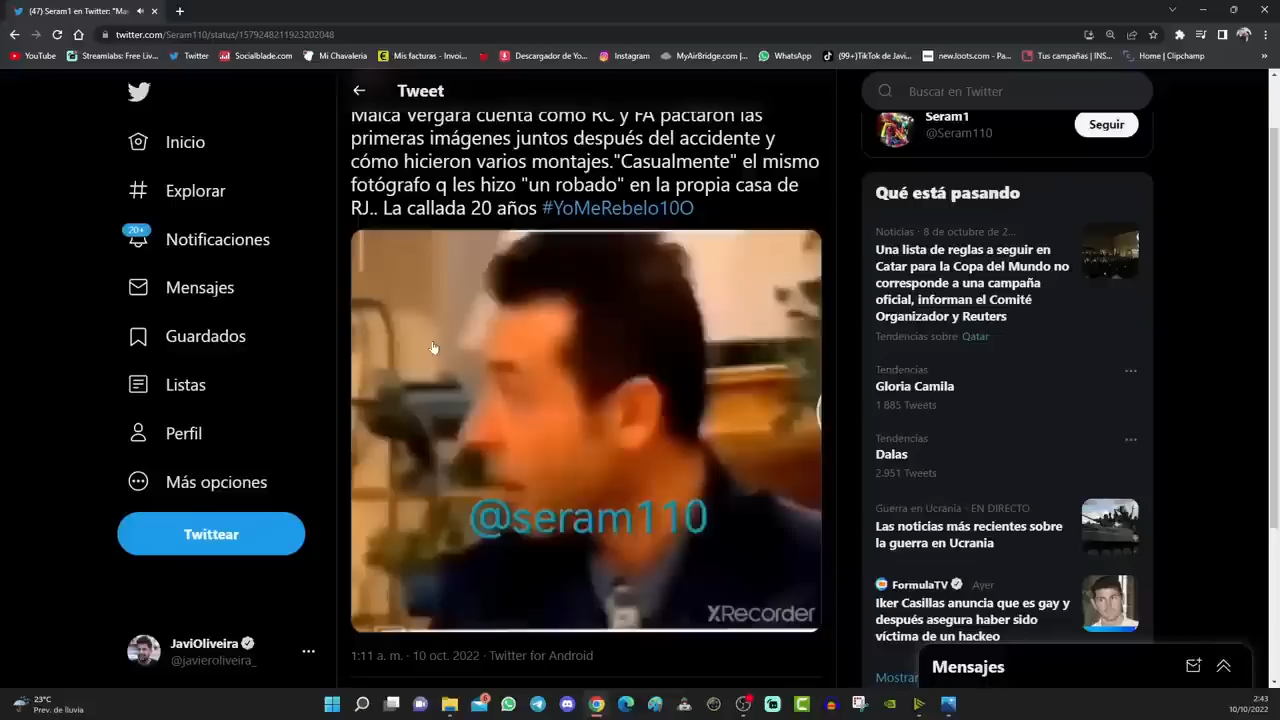 (47) Seram1 en Twitter: "Ma
twitter.com/Seram110/status/1579248211923202048
YouTube
Streamlabs: Free Liv...
Twitter
Socialblade.com
Mi Chavaleria
Mis facturas - Invoi...
Descargador de Yo...
Instagram
MyAirBridge.com |...
WhatsApp
(99+)TikTok de Javi...
new.loots.com - Pa...
Tus campañas | INS...
Home | Clipchamp
Inicio
Explorar
20+
Notificaciones
Mensajes
Guardados
Listas
Perfil
Más opciones
Twittear
JaviOliveira
@javieroliveira_
Tweet
Maica Vergara cuenta como RC y FA pactaron las
primeras imágenes juntos después del accidente y
cómo hicieron varios montajes."Casualmente" el mismo
fotógrafo q les hizo "un robado" en la propia casa de
RJ.. La callada 20 años #YoMeRebelo10O
@seram110
XRecorder
1:11 a. m. · 10 oct. 2022 · Twitter for Android
Buscar en Twitter
Seram1
@Seram110
Seguir
Qué está pasando
Noticias · 8 de octubre de 2...
Una lista de reglas a seguir en
Catar para la Copa del Mundo no
corresponde a una campaña
oficial, informan el Comité
Organizador y Reuters
Tendencias sobre Qatar
Tendencias
Gloria Camila
1 885 Tweets
Tendencias
Dalas
2.951 Tweets
Guerra en Ucrania · EN DIRECTO
Las noticias más recientes sobre
la guerra en Ucrania
FormulaTV Ayer
Iker Casillas anuncia que es gay y
después asegura haber sido
víctima de un hackeo
Mostrar
Mensajes
23°C
Prev. de lluvia
2:43
10/10/2022